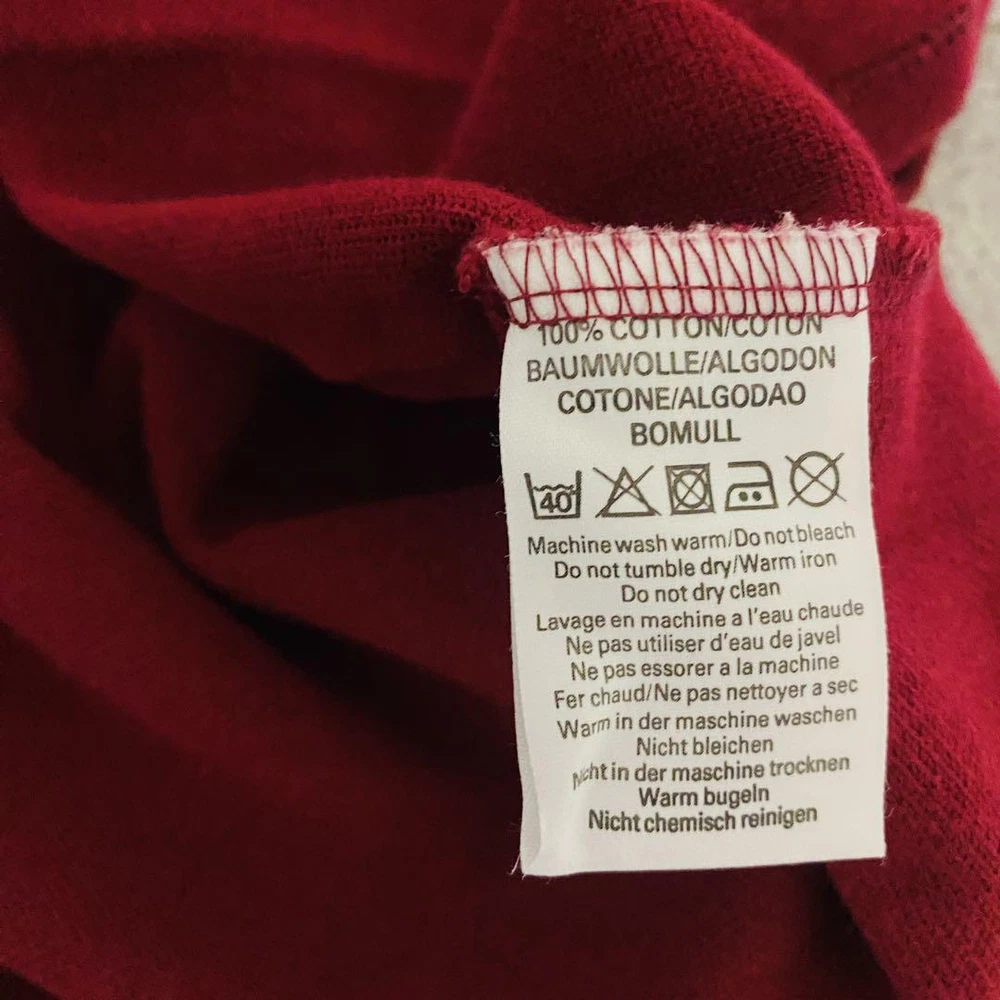 100% COTTON/COTON
BAUMWOLLE/ALGODON
COTONE/ALGODAO
BOMULL
40
Machine wash warm/Do not bleach
Do not tumble dry/Warm iron
Do not dry clean
Lavage en machine a l'eau chaude
Ne pas utiliser d'eau de javel
Ne pas essorer a la machine
Fer chaud/Ne pas nettoyer a sec
Warm in der maschine waschen
Nicht bleichen
Nicht in der maschine trocknen
Warm bugeln
Nicht chemisch reinigen